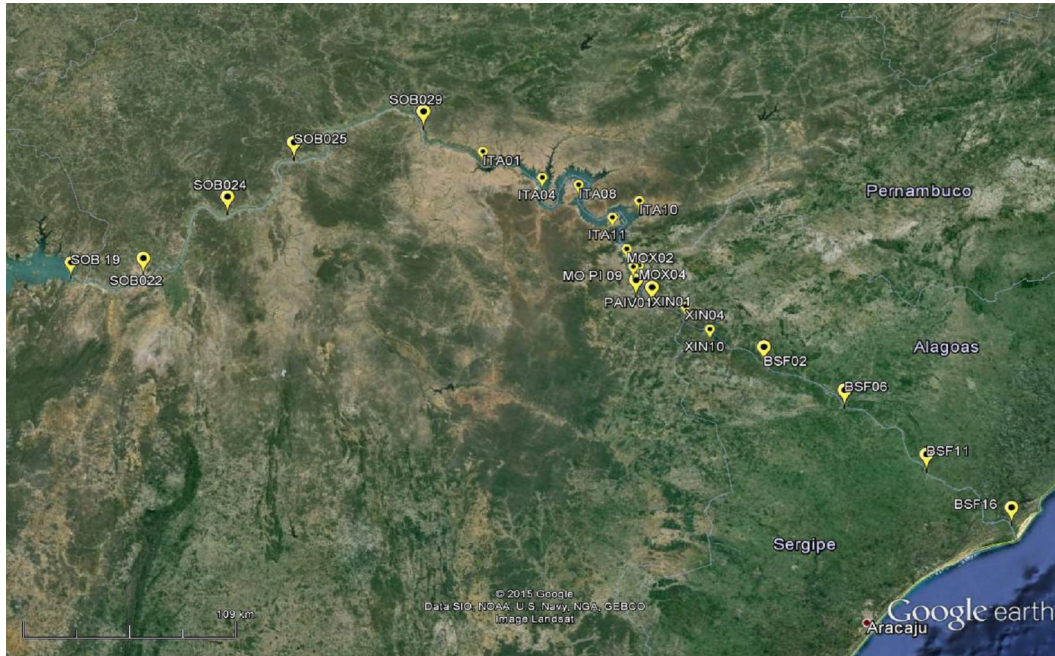 SOB029
SOB025
ITA01
SOB024
ITA04
ITA08
Pernambuco
ITA10
ITA11
SOB 19
SOB022
MOX02
MO PI 09
MOX04
PAIV01
XIN01
XIN04
XIN10
Alagoas
BSF02
BSF06
BSF11
BSF16
Sergipe
© 2015 Google
Data SIO, NOAA, U.S. Navy, NGA, GEBCO
Image Landsat
109 km
Google earth
Aracaju